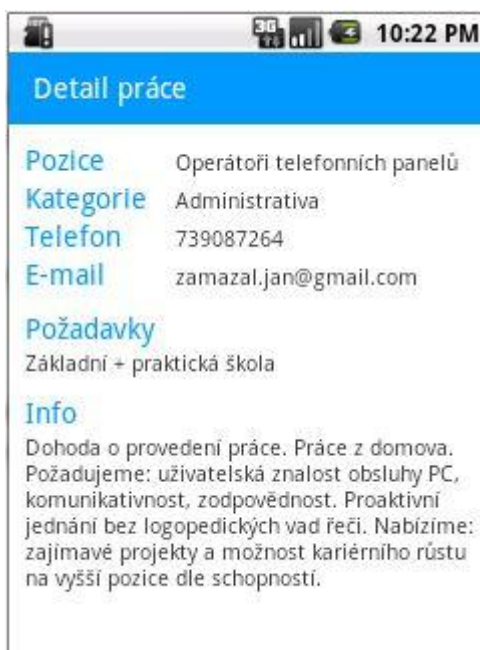 3G
10:22 PM
Detail práce
Pozice Operátoři telefonních panelů
Kategorie Administrativa
Telefon 739087264
E-mail zamazal.jan@gmail.com
Požadavky
Základní + praktická škola
Info
Dohoda o provedení práce. Práce z domova.
Požadujeme: uživatelská znalost obsluhy PC,
komunikativnost, zodpovědnost. Proaktivní
jednání bez logopedických vad řeči. Nabízíme:
zajímavé projekty a možnost kariérního růstu
na vyšší pozice dle schopností.